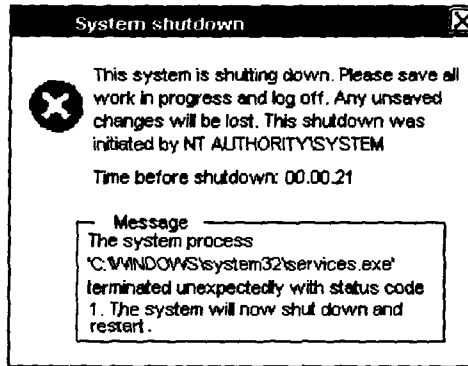 System shutdown
This system is shutting down. Please save all
work in progress and log off. Any unsaved
changes will be lost. This shutdown was
initiated by NT AUTHORITY\SYSTEM
Time before shutdown: 00.00.21
Message
The system process
'C:\WINDOWS\system32\services.exe'
terminated unexpectedly with status code
1. The system will now shut down and
restart.